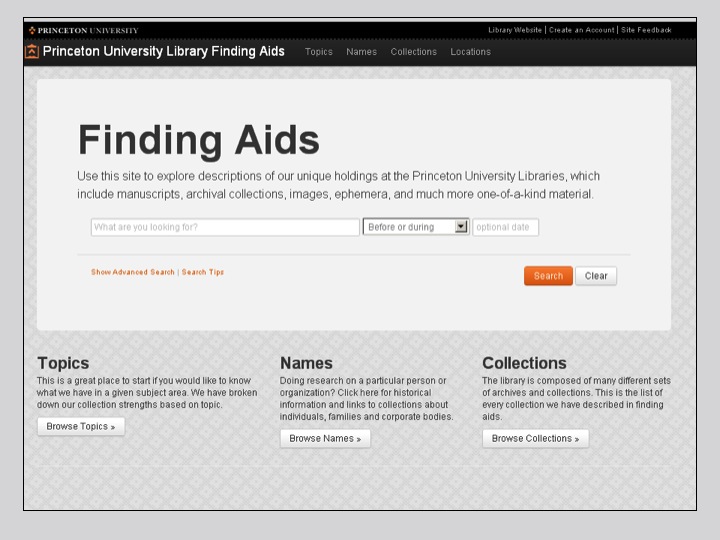 PRINCETON UNIVERSITY
Library Website | Create an Account | Site Feedback
Princeton University Library Finding Aids
Topics Names Collections Locations
Finding Aids
Use this site to explore descriptions of our unique holdings at the Princeton University Libraries, which
include manuscripts, archival collections, images, ephemera, and much more one-of-a-kind material.
What are you looking for? Before or during optional date
Show Advanced Search | Search Tips
Search Clear
Topics
This is a great place to start if you would like to know
what we have in a given subject area. We have broken
down our collection strengths based on topic.
Browse Topics »
Names
Doing research on a particular person or
organization? Click here for historical
information and links to collections about
individuals, families and corporate bodies.
Browse Names »
Collections
The library is composed of many different sets
of archives and collections. This is the list of
every collection we have described in finding
aids.
Browse Collections »